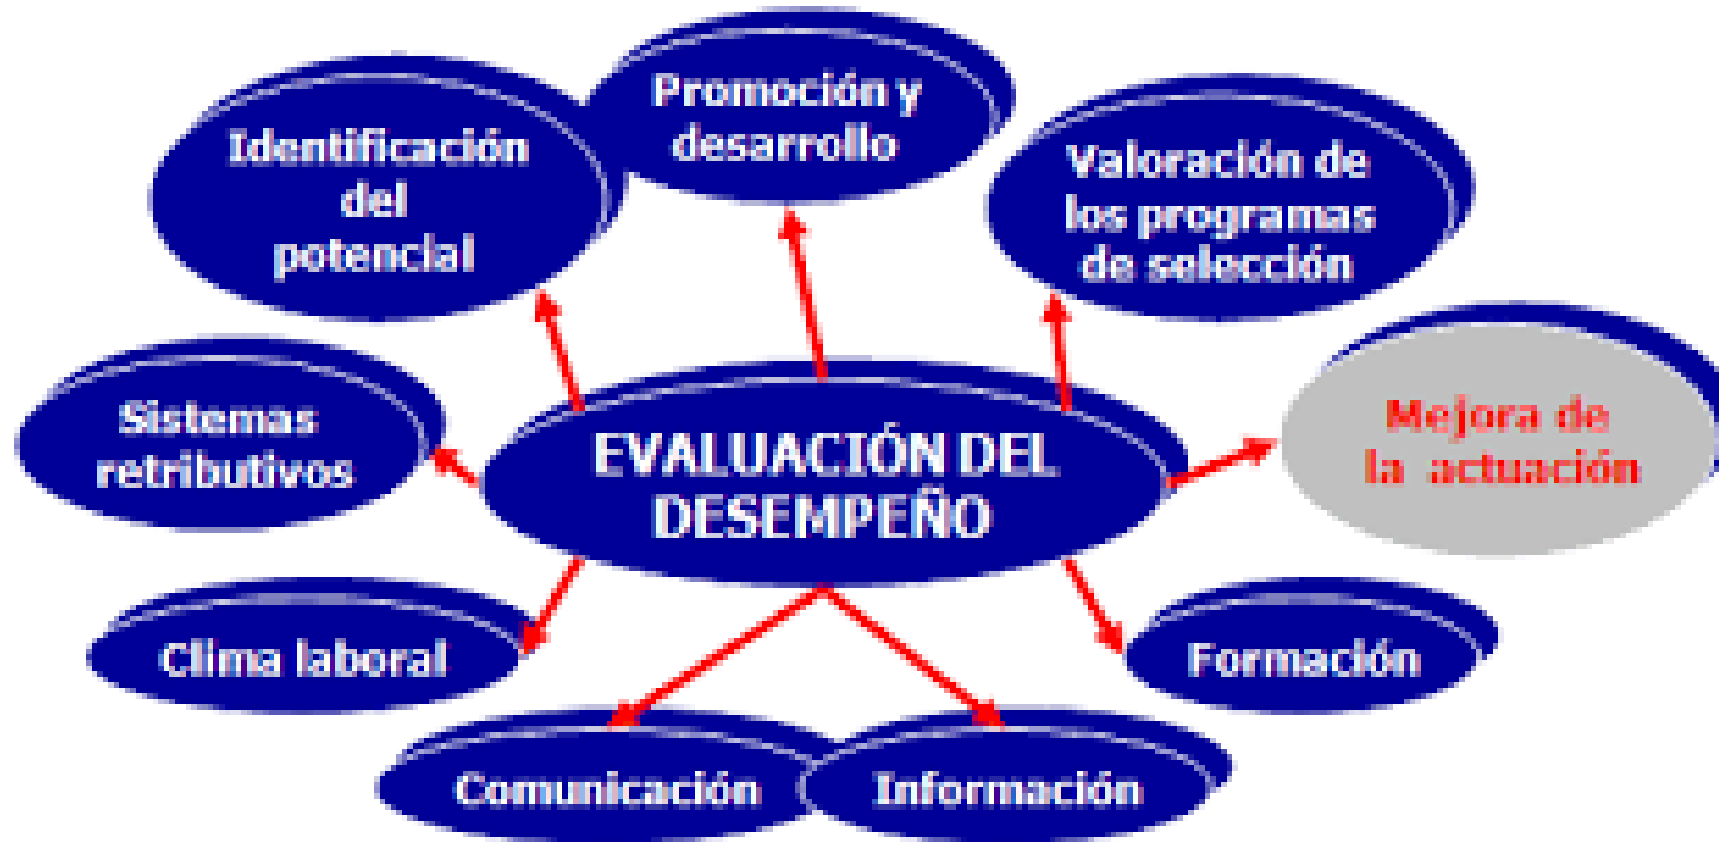 Promoción y
desarrollo
Identificación
del
potencial
Valoración de
los programas
de selección
Sistemas
retributivos
EVALUACIÓN DEL
DESEMPEÑO
Mejora de
la actuación
Clima laboral
Formación
Comunicación
Información